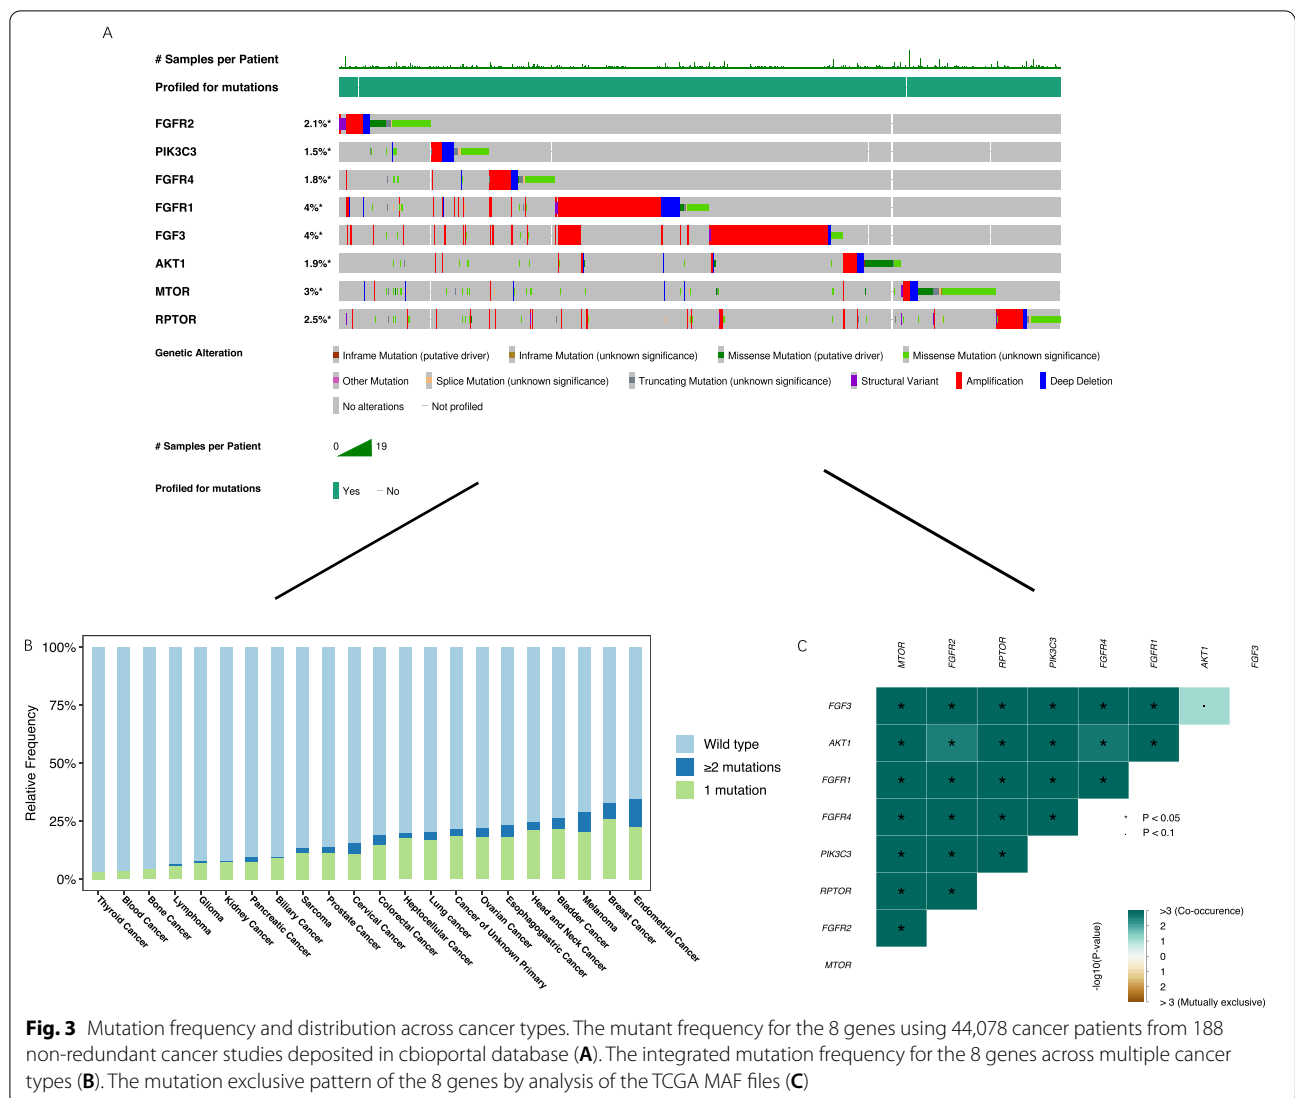 A
# Samples per Patient
Profiled for mutations
FGFR2 2.1%*
PIK3C3 1.5%*
FGFR4 1.8%*
FGFR1 4%*
FGF3 4%*
AKT1 1.9%*
MTOR 3%*
RPTOR 2.5%*
Genetic Alteration
Inframe Mutation (putative driver) Inframe Mutation (unknown significance) Missense Mutation (putative driver) Missense Mutation (unknown significance)
Other Mutation Splice Mutation (unknown significance) Truncating Mutation (unknown significance) Structural Variant Amplification Deep Deletion
No alterations Not profiled
# Samples per Patient 0 19
Profiled for mutations Yes No
B
Relative Frequency
100%
75%
50%
25%
0%
Thyroid Cancer
Blood Cancer
Bone Cancer
Lymphoma
Glioma
Kidney Cancer
Pancreatic Cancer
Biliary Cancer
Sarcoma
Prostate Cancer
Cervical Cancer
Colorectal Cancer
Heptocellular Cancer
Lung cancer
Cancer of Unknown Primary
Ovarian Cancer
Esophagogastric Cancer
Head and Neck Cancer
Bladder Cancer
Melanoma
Breast Cancer
Endometrial Cancer
Wild type
≥2 mutations
1 mutation
C
MTOR FGFR2 RPTOR PIK3C3 FGFR4 FGFR1 AKT1 FGF3
FGF3 * * * * * * ·
AKT1 * * * * * *
FGFR1 * * * * *
FGFR4 * * * *
PIK3C3 * * *
RPTOR * *
FGFR2 *
MTOR
* P < 0.05
· P < 0.1
-log10(P-value)
>3 (Co-occurence)
2
1
0
1
2
>3 (Mutually exclusive)
Fig. 3 Mutation frequency and distribution across cancer types. The mutant frequency for the 8 genes using 44,078 cancer patients from 188
non-redundant cancer studies deposited in cbioportal database (A). The integrated mutation frequency for the 8 genes across multiple cancer
types (B). The mutation exclusive pattern of the 8 genes by analysis of the TCGA MAF files (C)